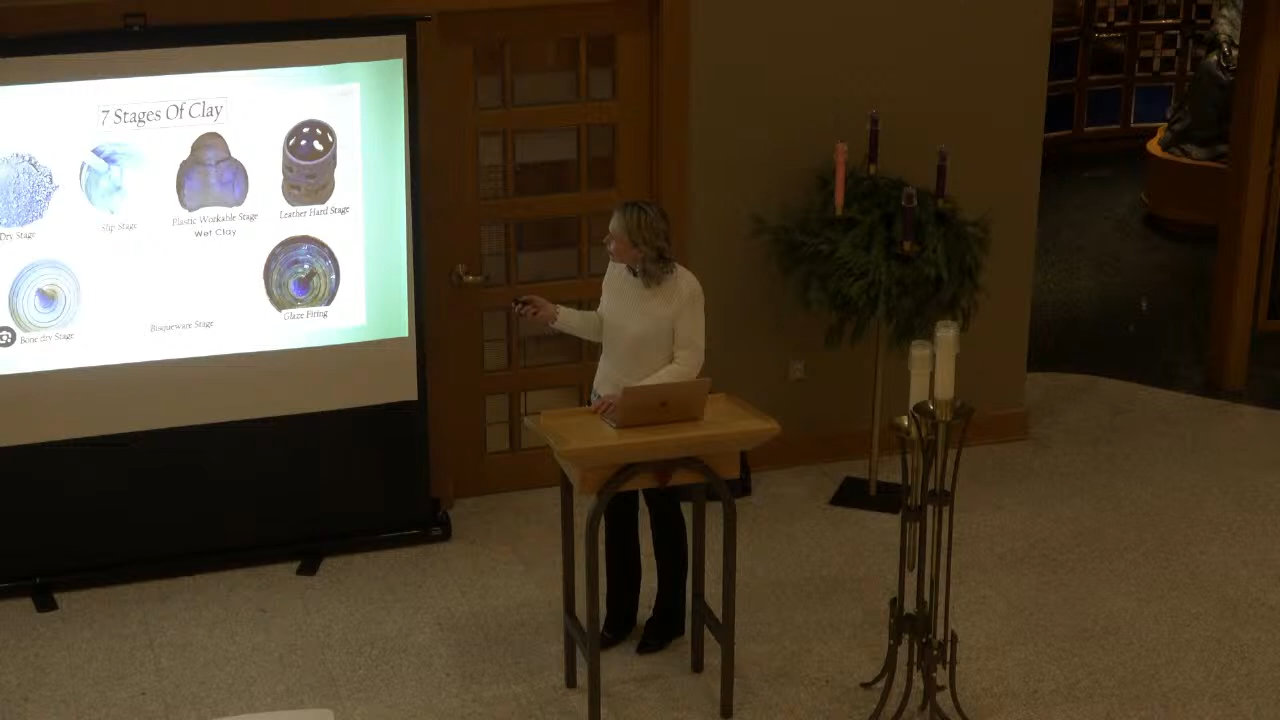 7 Stages Of Clay
Dry Stage
Slip Stage
Plastic Workable Stage
Wet Clay
Leather Hard Stage
Bone dry Stage
Bisqueware Stage
Glaze Firing